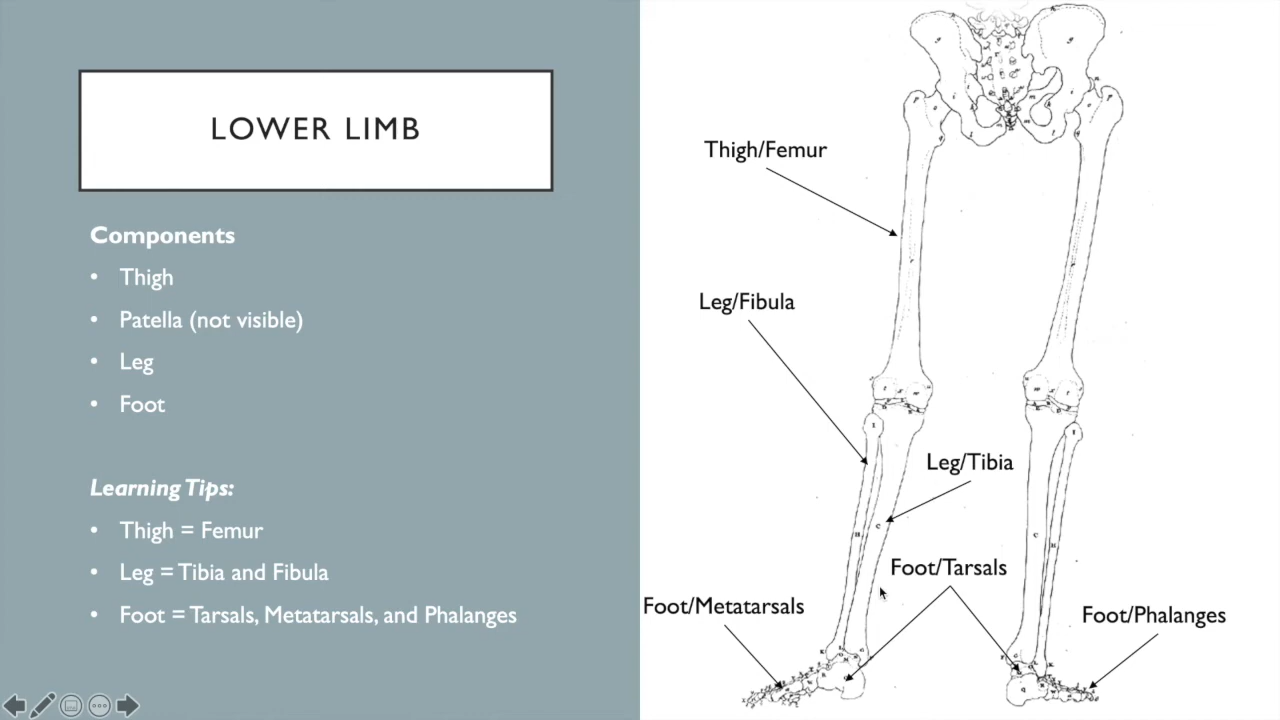 LOWER LIMB
Components
• Thigh
• Patella (not visible)
• Leg
• Foot
Learning Tips:
• Thigh = Femur
• Leg = Tibia and Fibula
• Foot = Tarsals, Metatarsals, and Phalanges
Thigh/Femur
Leg/Fibula
Leg/Tibia
Foot/Tarsals
Foot/Metatarsals
Foot/Phalanges